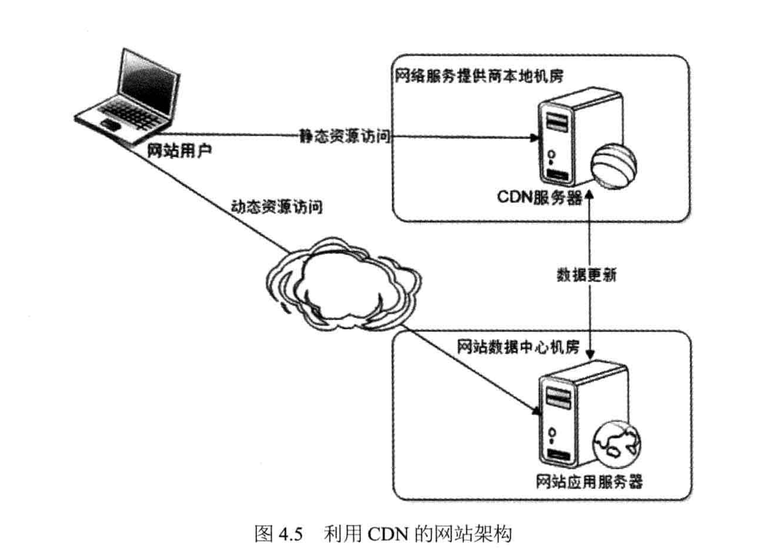 网络服务提供商本地机房
静态资源访问
网站用户
CDN服务器
动态资源访问
数据更新
网站数据中心机房
网站应用服务器
图 4.5 利用 CDN 的网站架构